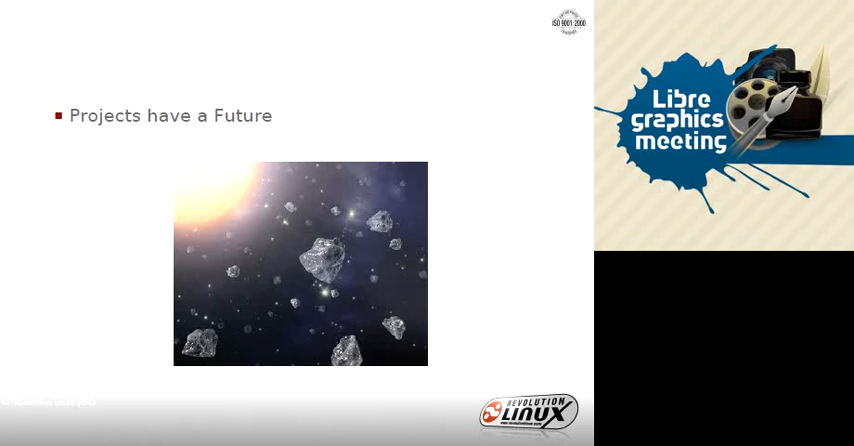 ISO 9001:2000
Projects have a Future
REVOLUTION
LINUX
Libre
graphics
meeting